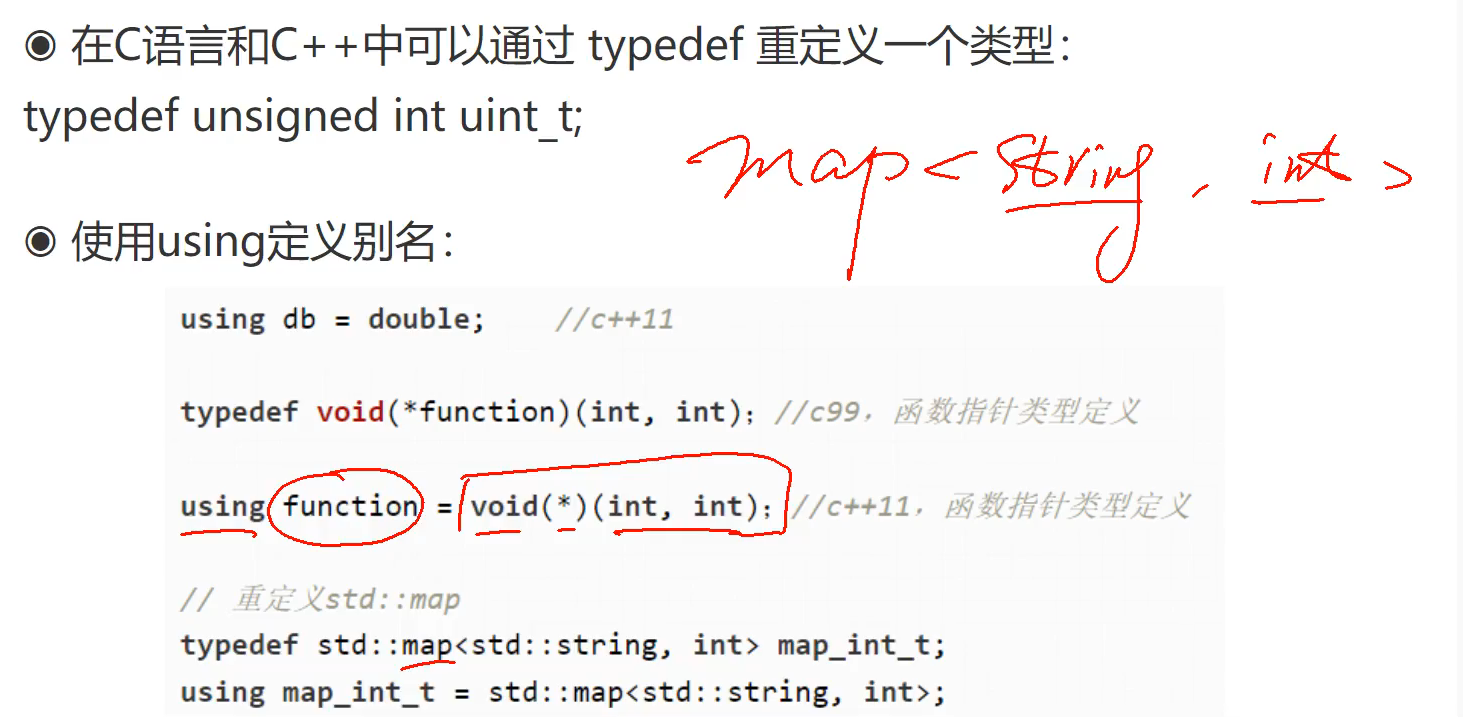 ◉ 在C语言和C++中可以通过 typedef 重定义一个类型：
typedef unsigned int uint_t;
map<string, int>
◉ 使用using定义别名：
using db = double;    //c++11
typedef void(*function)(int, int); //c99，函数指针类型定义
using function = void(*)(int, int); //c++11，函数指针类型定义
// 重定义std::map
typedef std::map<std::string, int> map_int_t;
using map_int_t = std::map<std::string, int>;